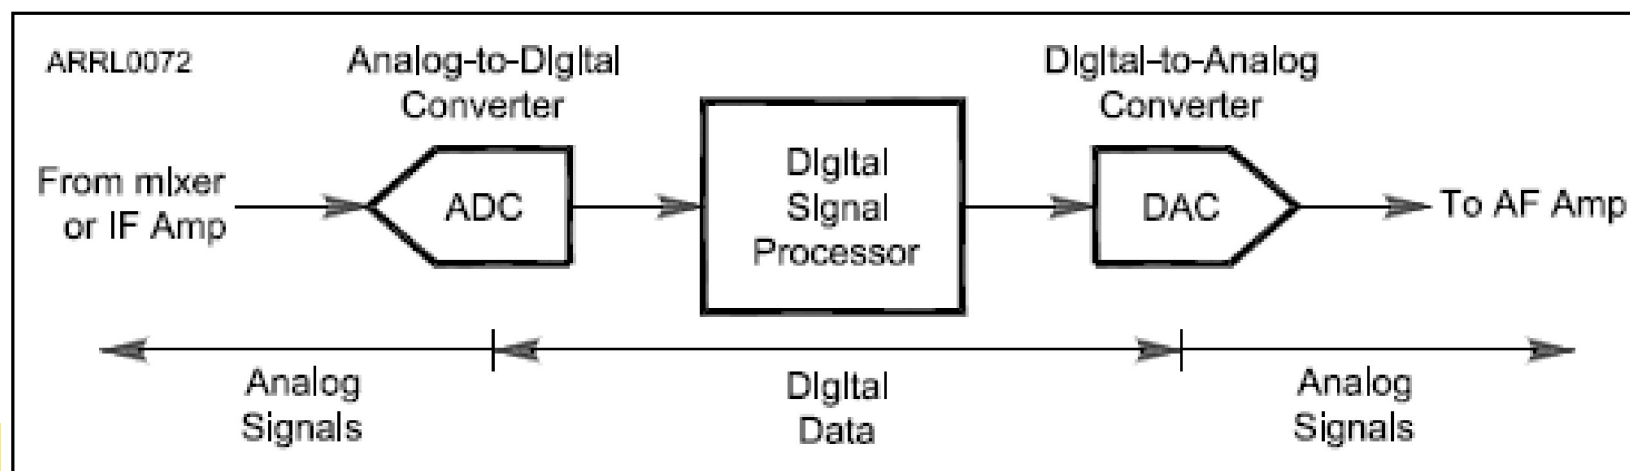 ARRL0072
Analog-to-Digital
Converter
Digital-to-Analog
Converter
From mixer
or IF Amp
ADC
Digital
Signal
Processor
DAC
To AF Amp
Analog
Signals
Digital
Data
Analog
Signals